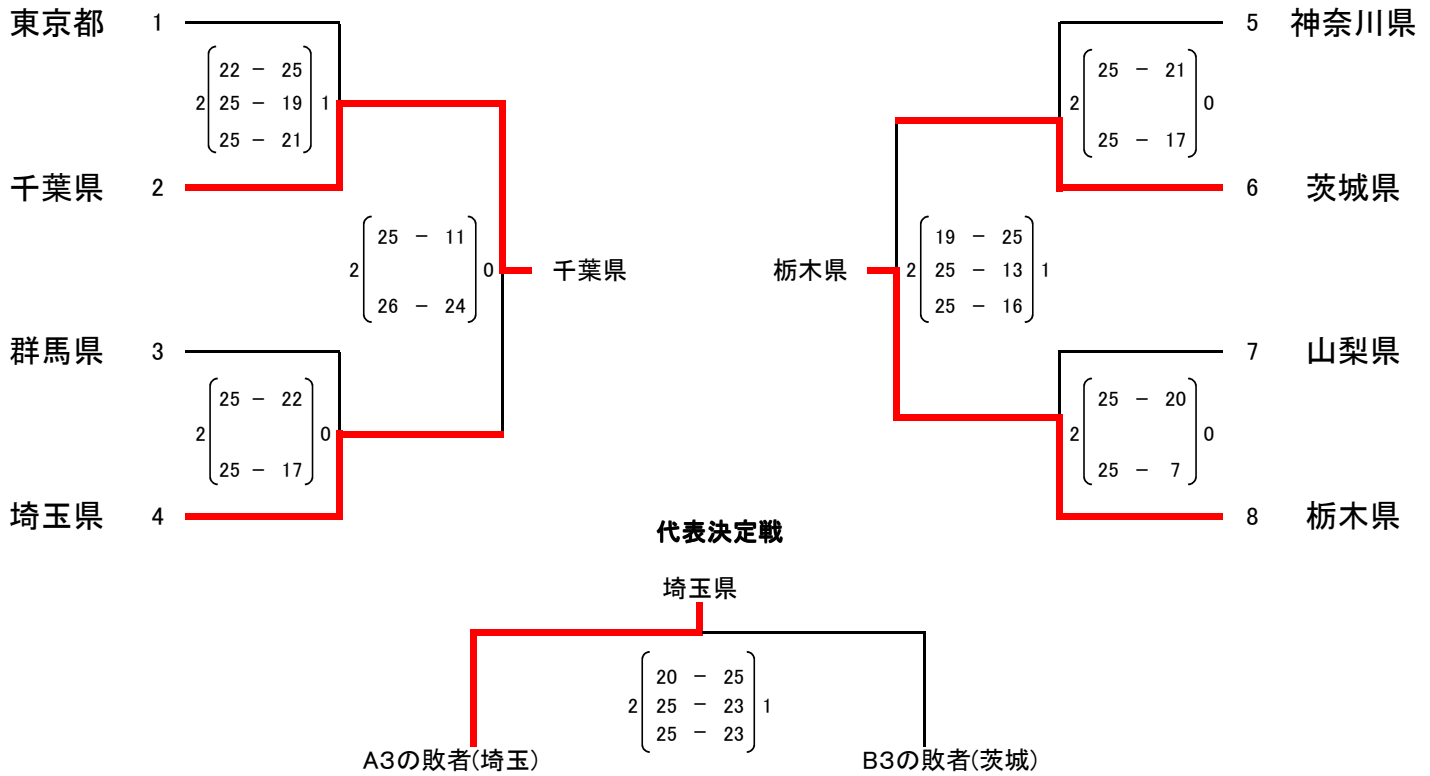 東京都 1
2 22 － 25
25 － 19 1
25 － 21
千葉県 2
2 25 － 11 0
26 － 24
千葉県
群馬県 3
2 25 － 22 0
25 － 17
埼玉県 4
5 神奈川県
2 25 － 21 0
25 － 17
6 茨城県
栃木県
19 － 25
2 25 － 13 1
25 － 16
7 山梨県
2 25 － 20 0
25 － 7
8 栃木県
代表決定戦
埼玉県
20 － 25
2 25 － 23 1
25 － 23
A3の敗者(埼玉)
B3の敗者(茨城)